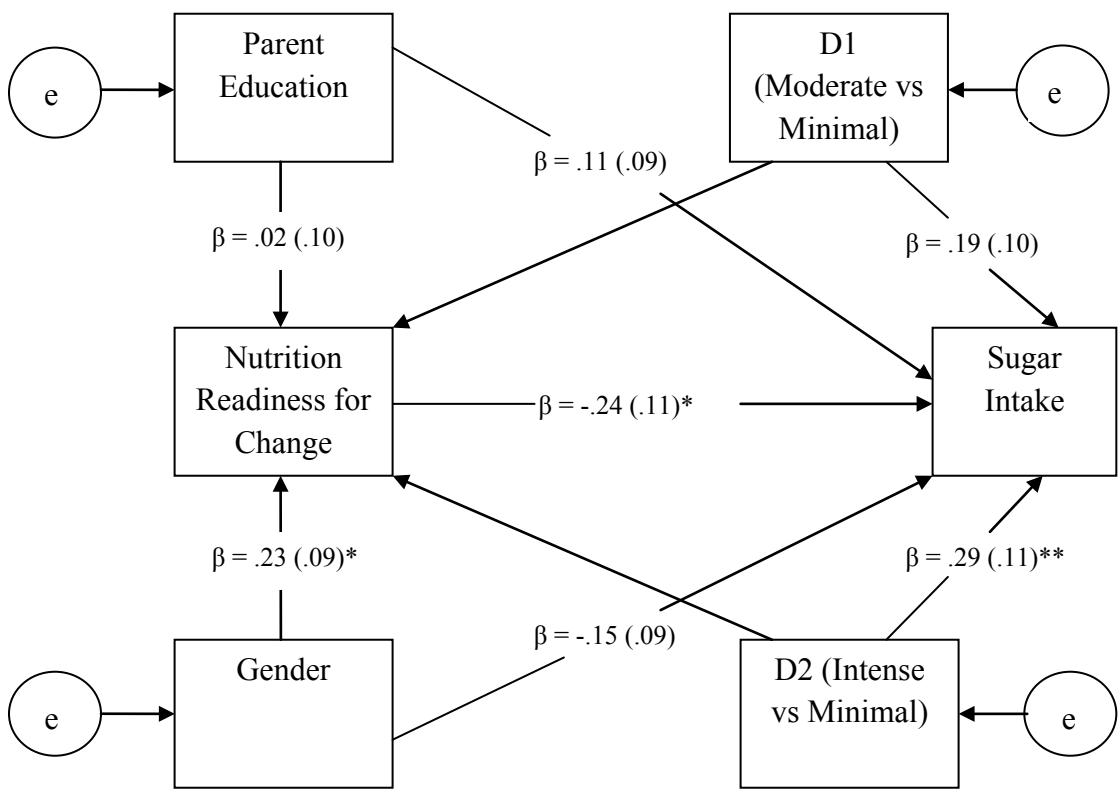 e
Parent
Education
D1
(Moderate vs
Minimal)
e
β = .11 (.09)
β = .02 (.10)
β = .19 (.10)
Nutrition
Readiness for
Change
β = -.24 (.11)*
Sugar
Intake
β = .23 (.09)*
β = .29 (.11)**
β = -.15 (.09)
e
Gender
D2 (Intense
vs Minimal)
e